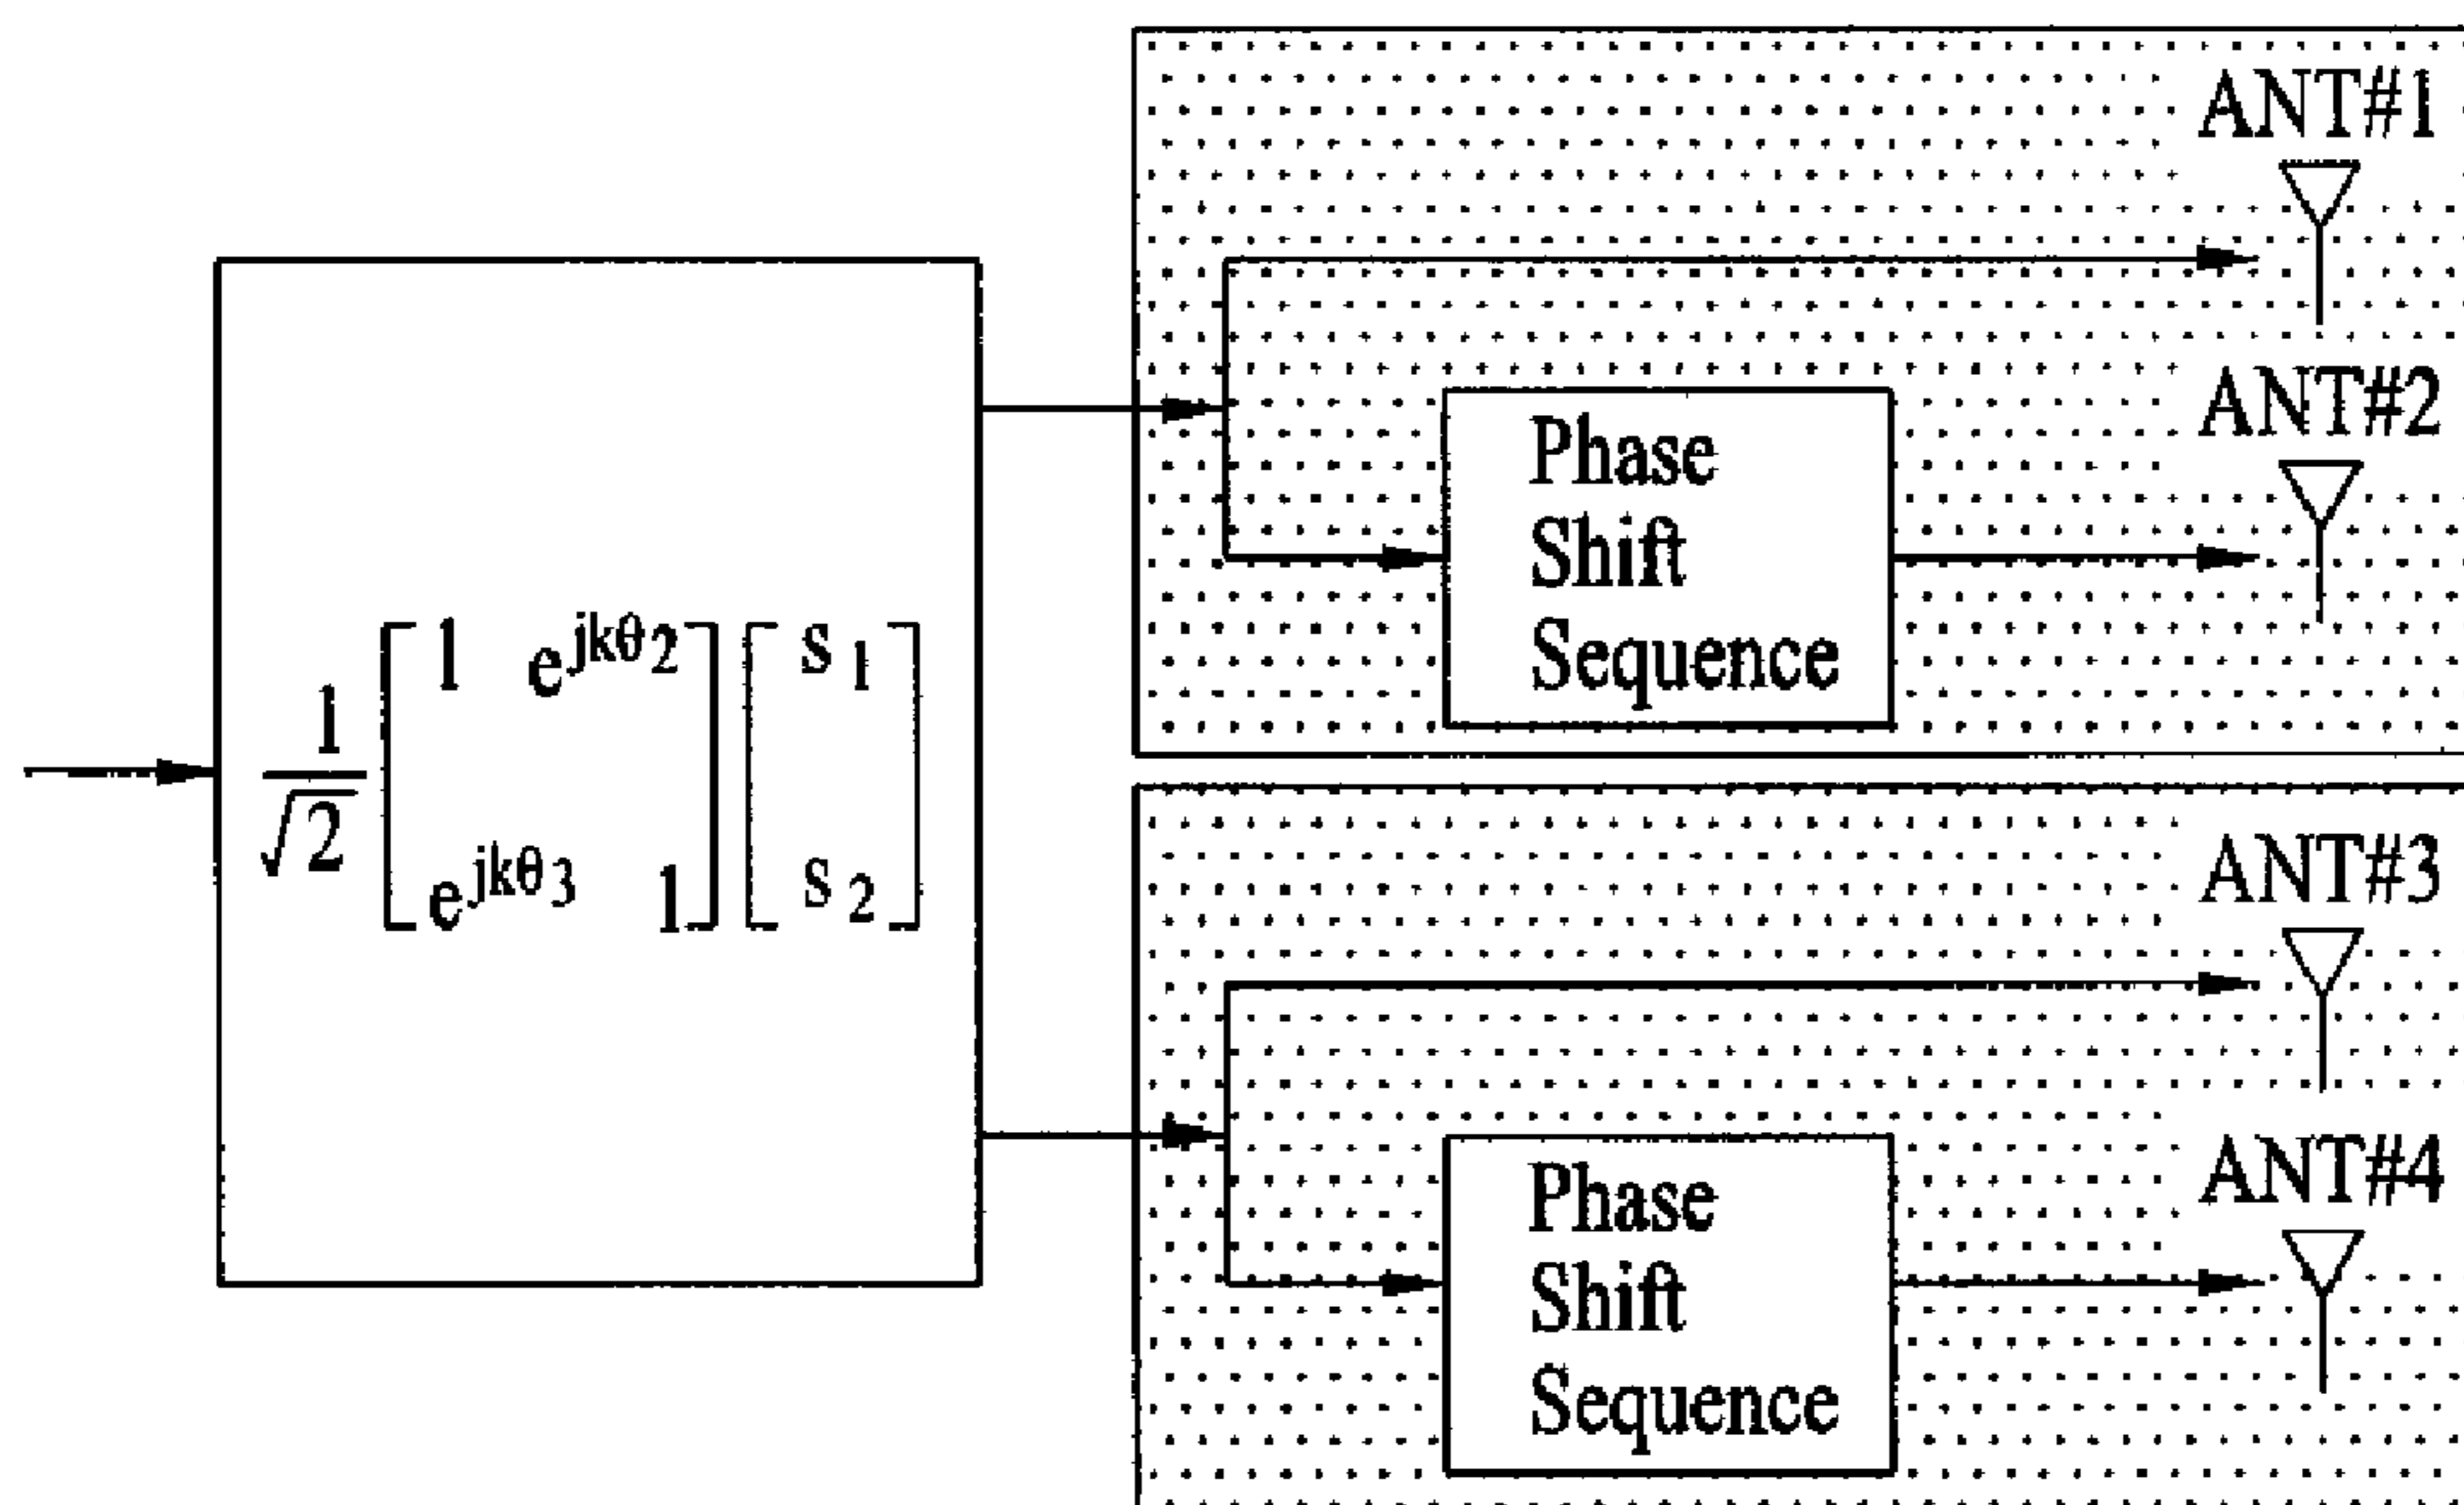 ANT#1
ANT#2
Phase
Shift
Sequence
1/√2 [1 e^{jkθ2}; e^{jkθ3} 1] [s1; s2]
ANT#3
ANT#4
Phase
Shift
Sequence